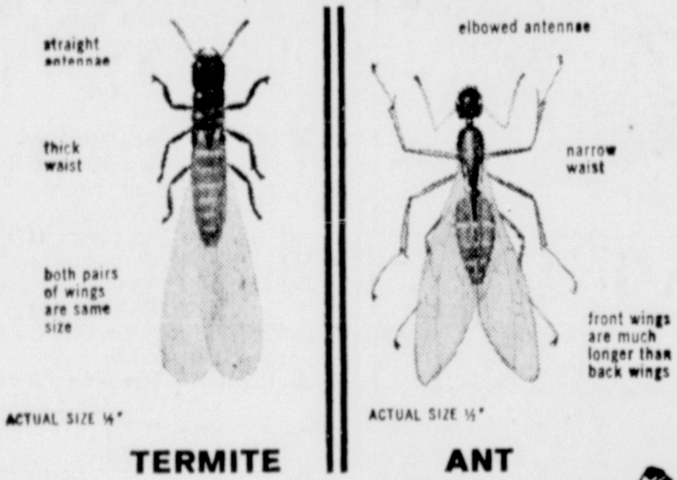 straight
antennae
thick
waist
both pairs
of wings
are same
size
ACTUAL SIZE ½"
TERMITE
elbowed antennae
narrow
waist
front wings
are much
longer than
back wings
ACTUAL SIZE ½"
ANT